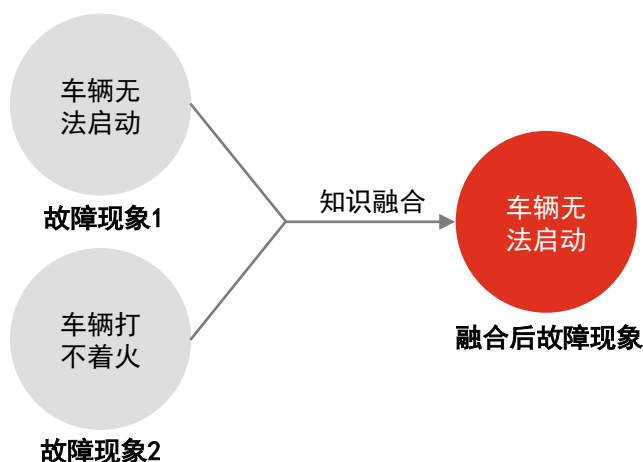 车辆无
法启动
故障现象1
知识融合
车辆无
法启动
融合后故障现象
车辆打
不着火
故障现象2